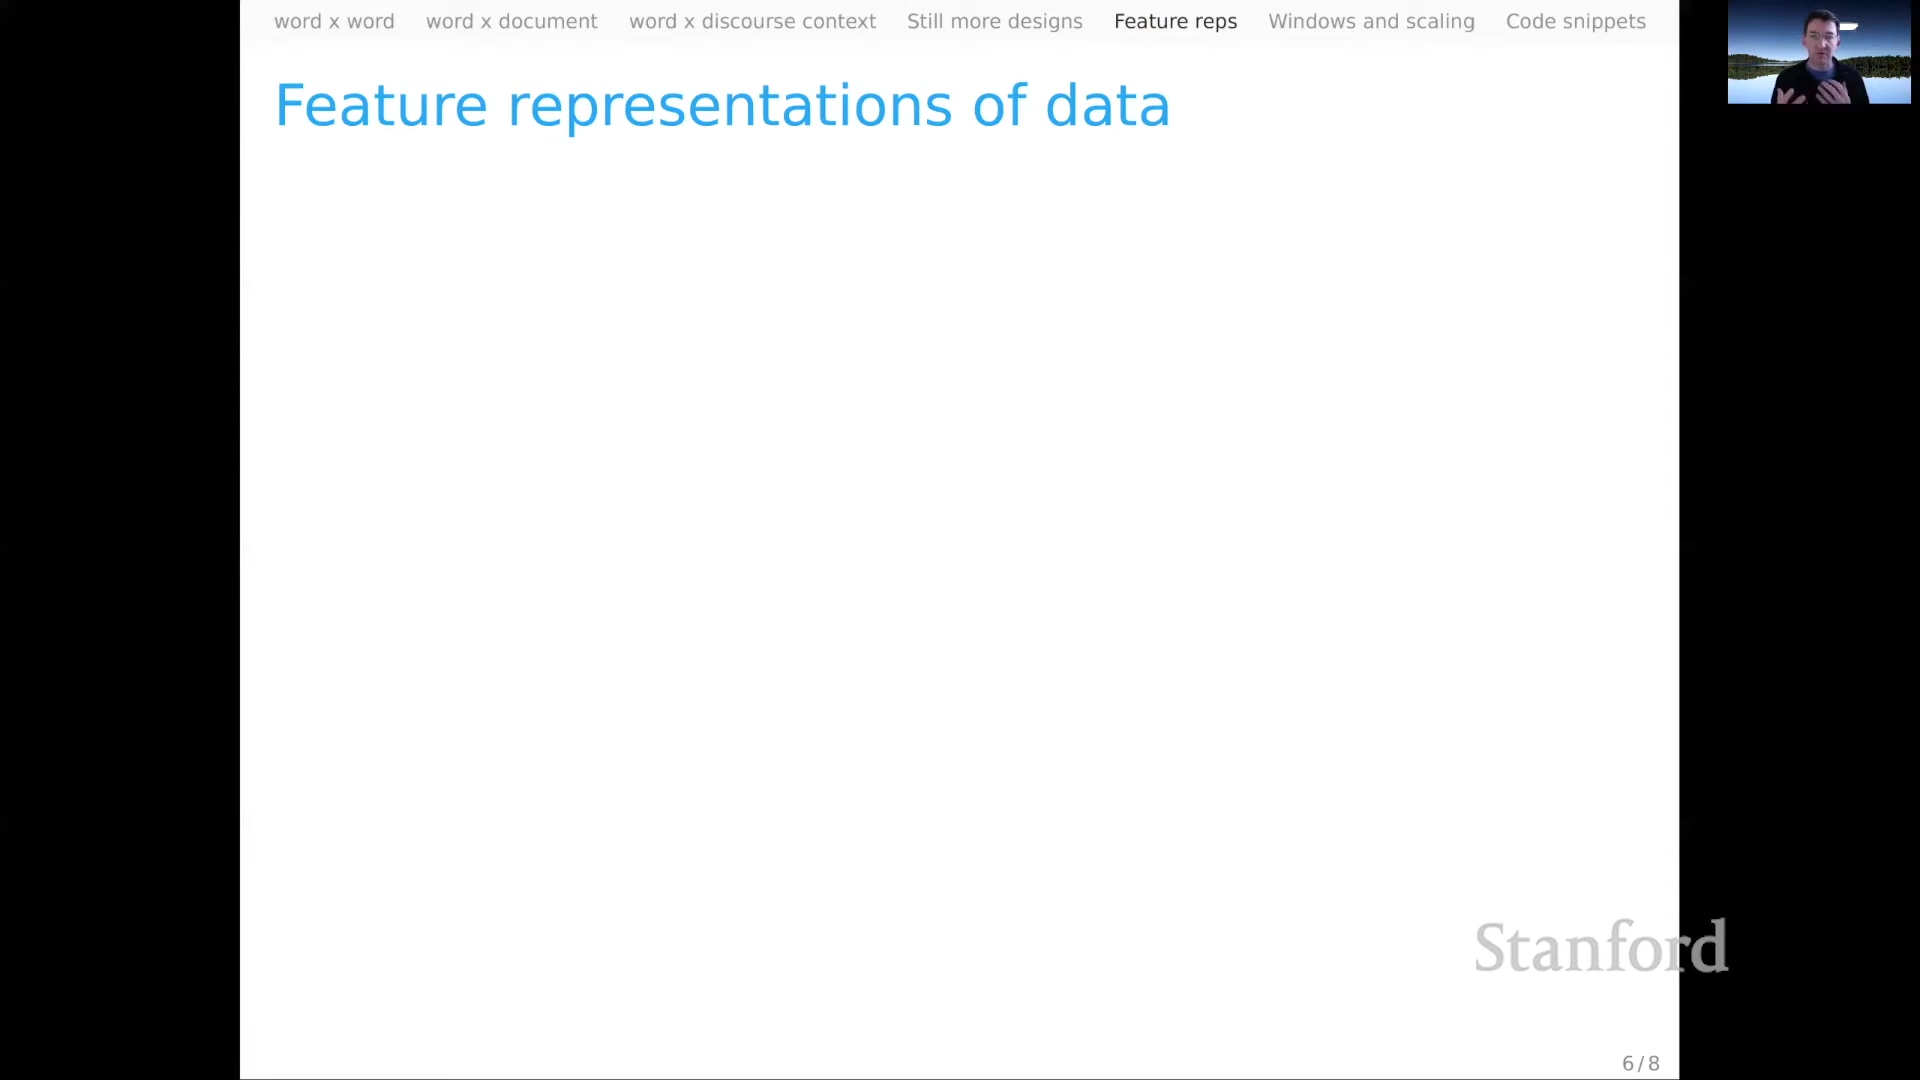 word x word word x document word x discourse context Still more designs Feature reps Windows and scaling Code snippets
Feature representations of data
Stanford
6 / 8